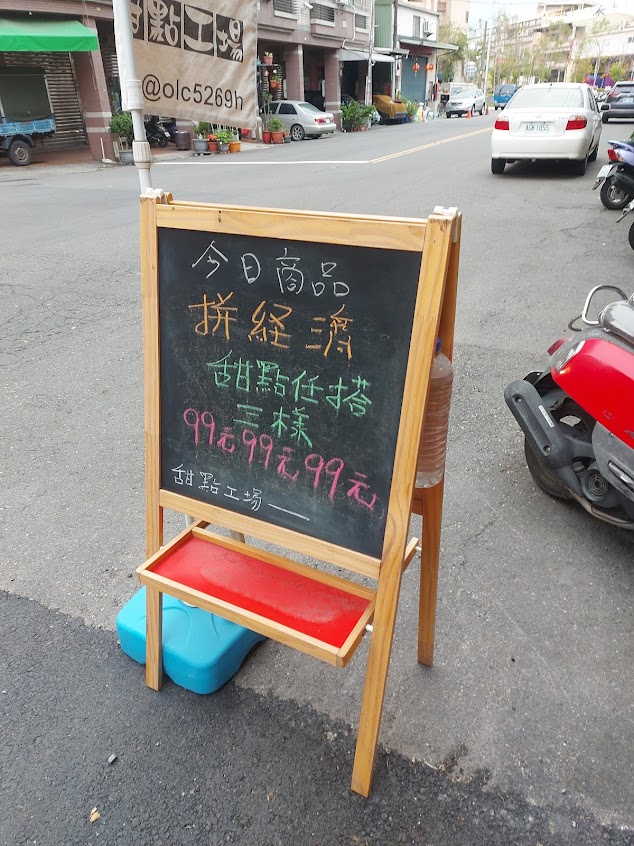 甜點工場
@olc5269h
今日商品
拼経済
甜點任搭
三樣
99元99元99元
甜點工場